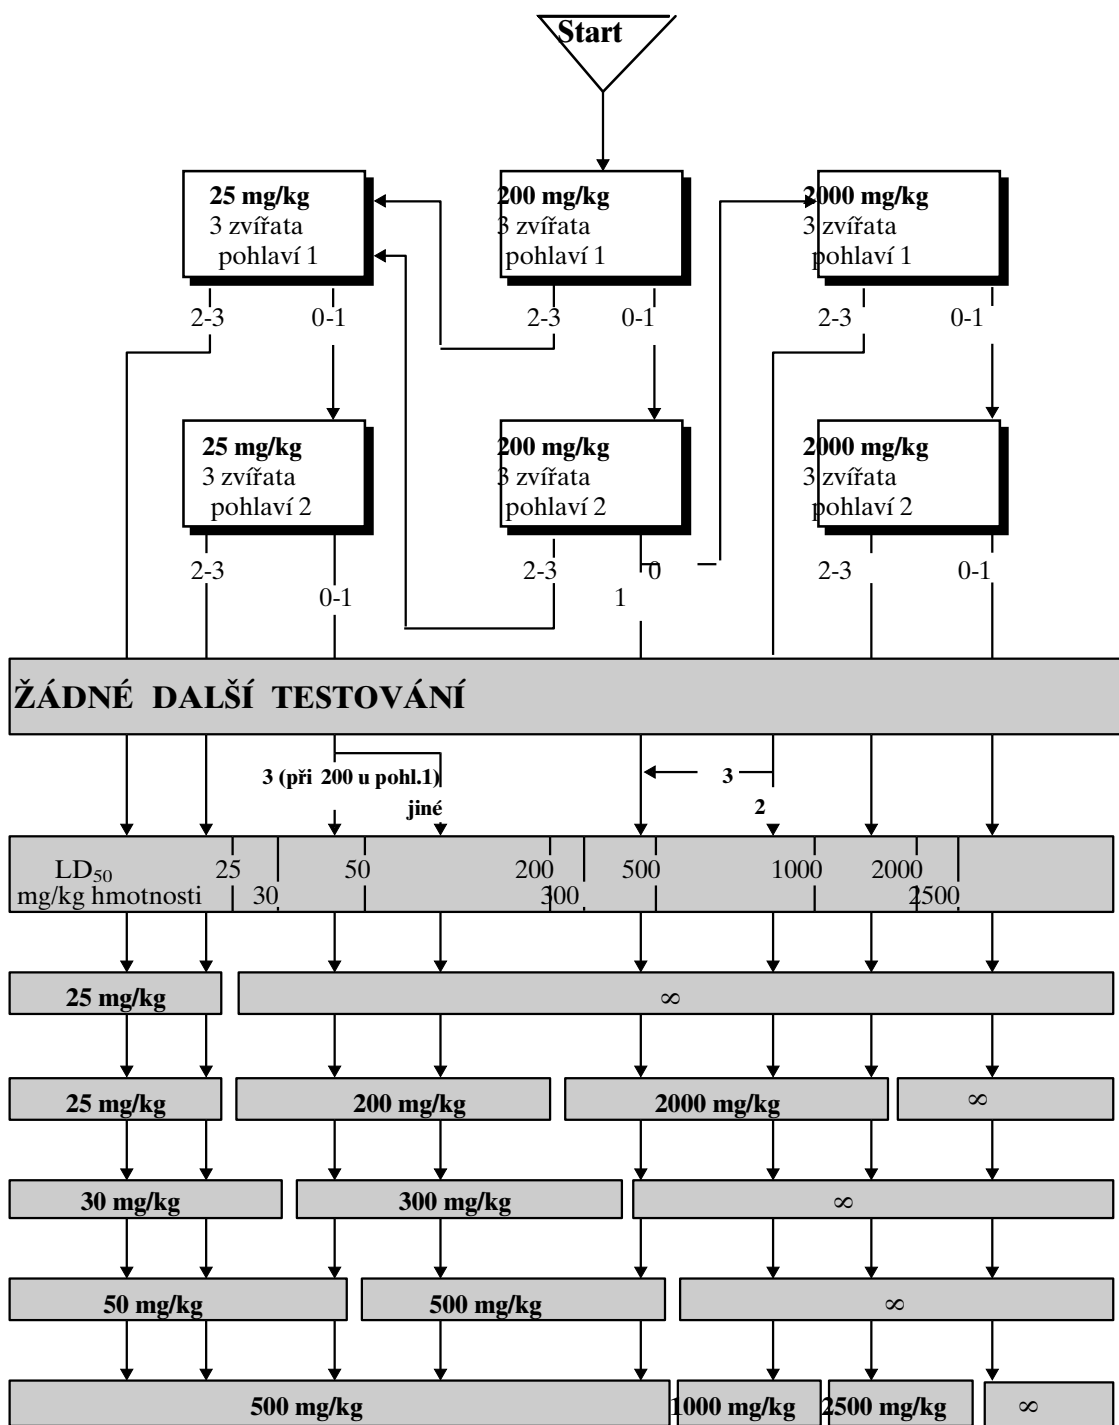 Start
25 mg/kg
3 zvířata
pohlaví 1
200 mg/kg
3 zvířata
pohlaví 1
2000 mg/kg
3 zvířata
pohlaví 1
2-3
0-1
2-3
0-1
2-3
0-1
25 mg/kg
3 zvířata
pohlaví 2
200 mg/kg
3 zvířata
pohlaví 2
2000 mg/kg
3 zvířata
pohlaví 2
2-3
0-1
2-3
0
1
2-3
0-1
ŽÁDNÉ DALŠÍ TESTOVÁNÍ
3 (při 200 u pohl.1)
jiné
3
2
LD₅₀ 25 50 200 500 1000 2000
mg/kg hmotnosti 30 300 2500
25 mg/kg ∞
25 mg/kg 200 mg/kg 2000 mg/kg ∞
30 mg/kg 300 mg/kg ∞
50 mg/kg 500 mg/kg ∞
500 mg/kg 1000 mg/kg 2500 mg/kg ∞